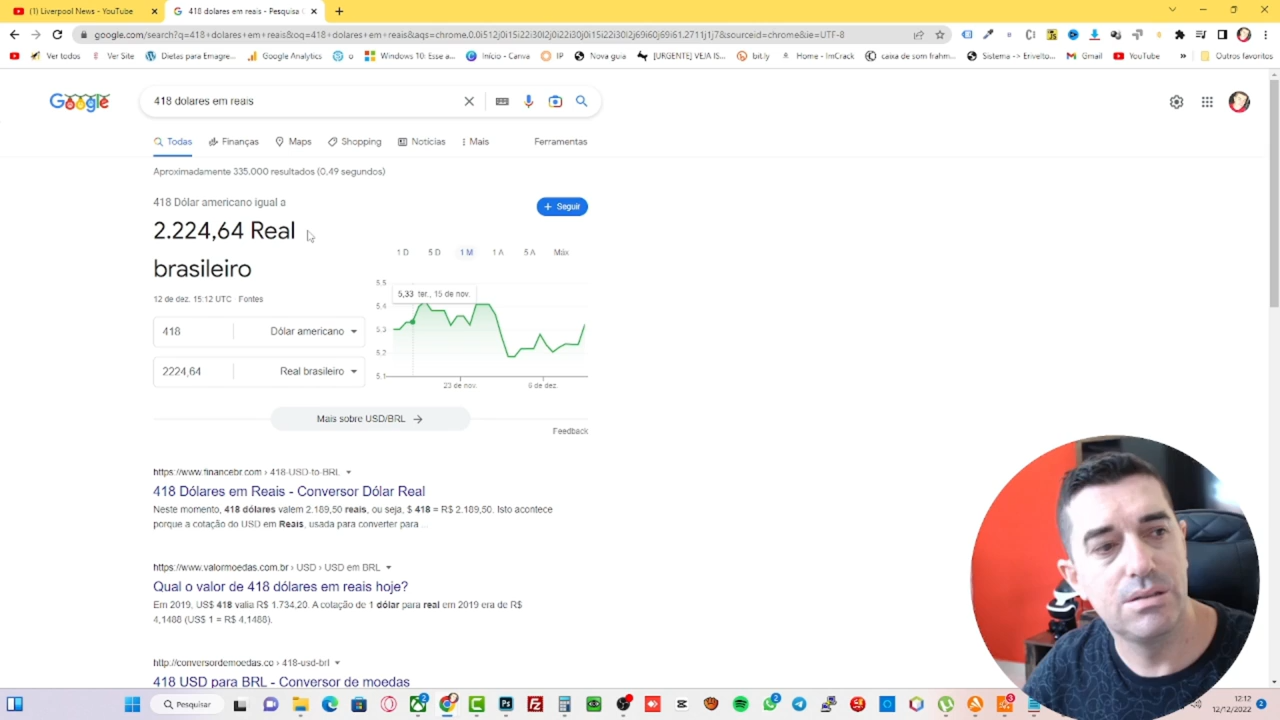 (1) Liverpool News - YouTube
418 dolares em reais - Pesquisa
google.com/search?q=418+dolares+em+reais&oq=418+dolares+em+reais&aqs=chrome.0.0i512j0i15i22i30l2j0i22i30j0i15i22i30l2j69i60j69i61.2711j1j7&sourceid=chrome&ie=UTF-8
Ver todos
Ver Site
Dietas para Emagre...
Google Analytics
Windows 10: Esse a...
Início - Canva
IP
Nova guia
[URGENTE] VEJA IS...
bit.ly
Home - ImCrack
caixa de som frahm...
Sistema -> Erivelto...
Gmail
YouTube
Outros favoritos
Google
418 dolares em reais
Todas
Finanças
Maps
Shopping
Notícias
Mais
Ferramentas
Aproximadamente 335.000 resultados (0,49 segundos)
418 Dólar americano igual a
Seguir
2.224,64 Real
brasileiro
1 D 5 D 1 M 1 A 5 A Máx
12 de dez. 15:12 UTC · Fontes
418 Dólar americano
2224,64 Real brasileiro
5,33 ter., 15 de nov.
5.5
5.4
5.3
5.2
5.1
23 de nov. 6 de dez.
Mais sobre USD/BRL
Feedback
https://www.financebr.com › 418-USD-to-BRL
418 Dólares em Reais - Conversor Dólar Real
Neste momento, 418 dólares valem 2.189,50 reais, ou seja, $ 418 = R$ 2.189,50. Isto acontece
porque a cotação do USD em Reais, usada para converter para ...
https://www.valormoedas.com.br › USD › USD em BRL
Qual o valor de 418 dólares em reais hoje?
Em 2019, US$ 418 valia R$ 1.734,20. A cotação de 1 dólar para real em 2019 era de R$
4,1488 (US$ 1 = R$ 4,1488).
http://conversordemoedas.co › 418-usd-brl
418 USD para BRL - Conversor de moedas
Pesquisar
12:12
12/12/2022